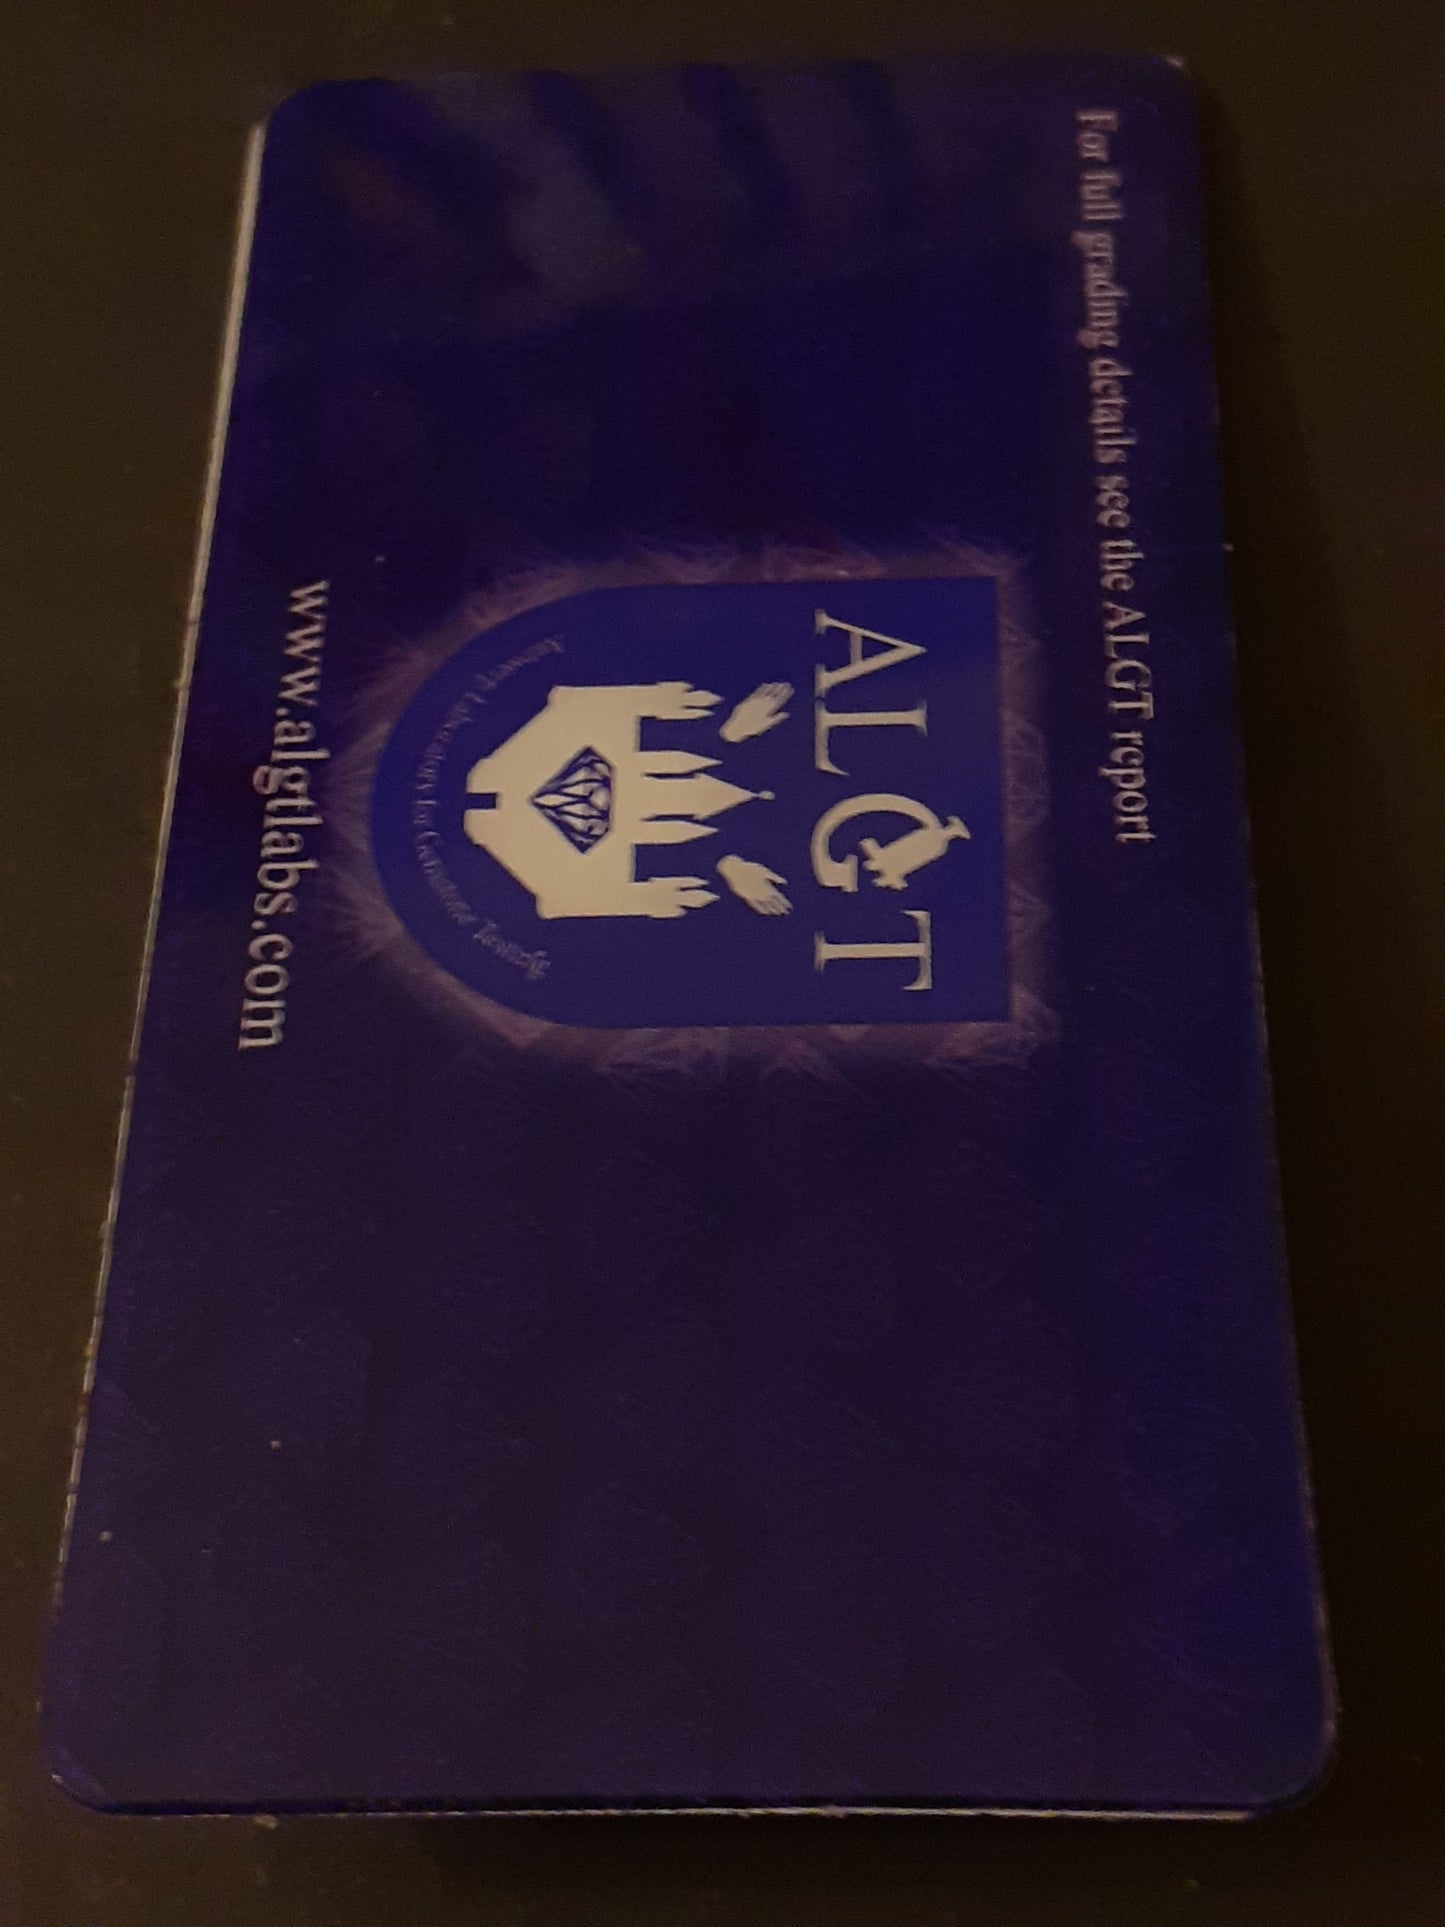 For full grading details see the ALGT report
ALGT
Antwerp Laboratory for Gemstone Testing
www.algtlabs.com